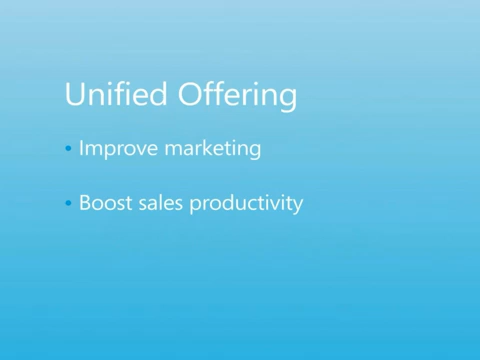 Unified Offering
• Improve marketing
• Boost sales productivity